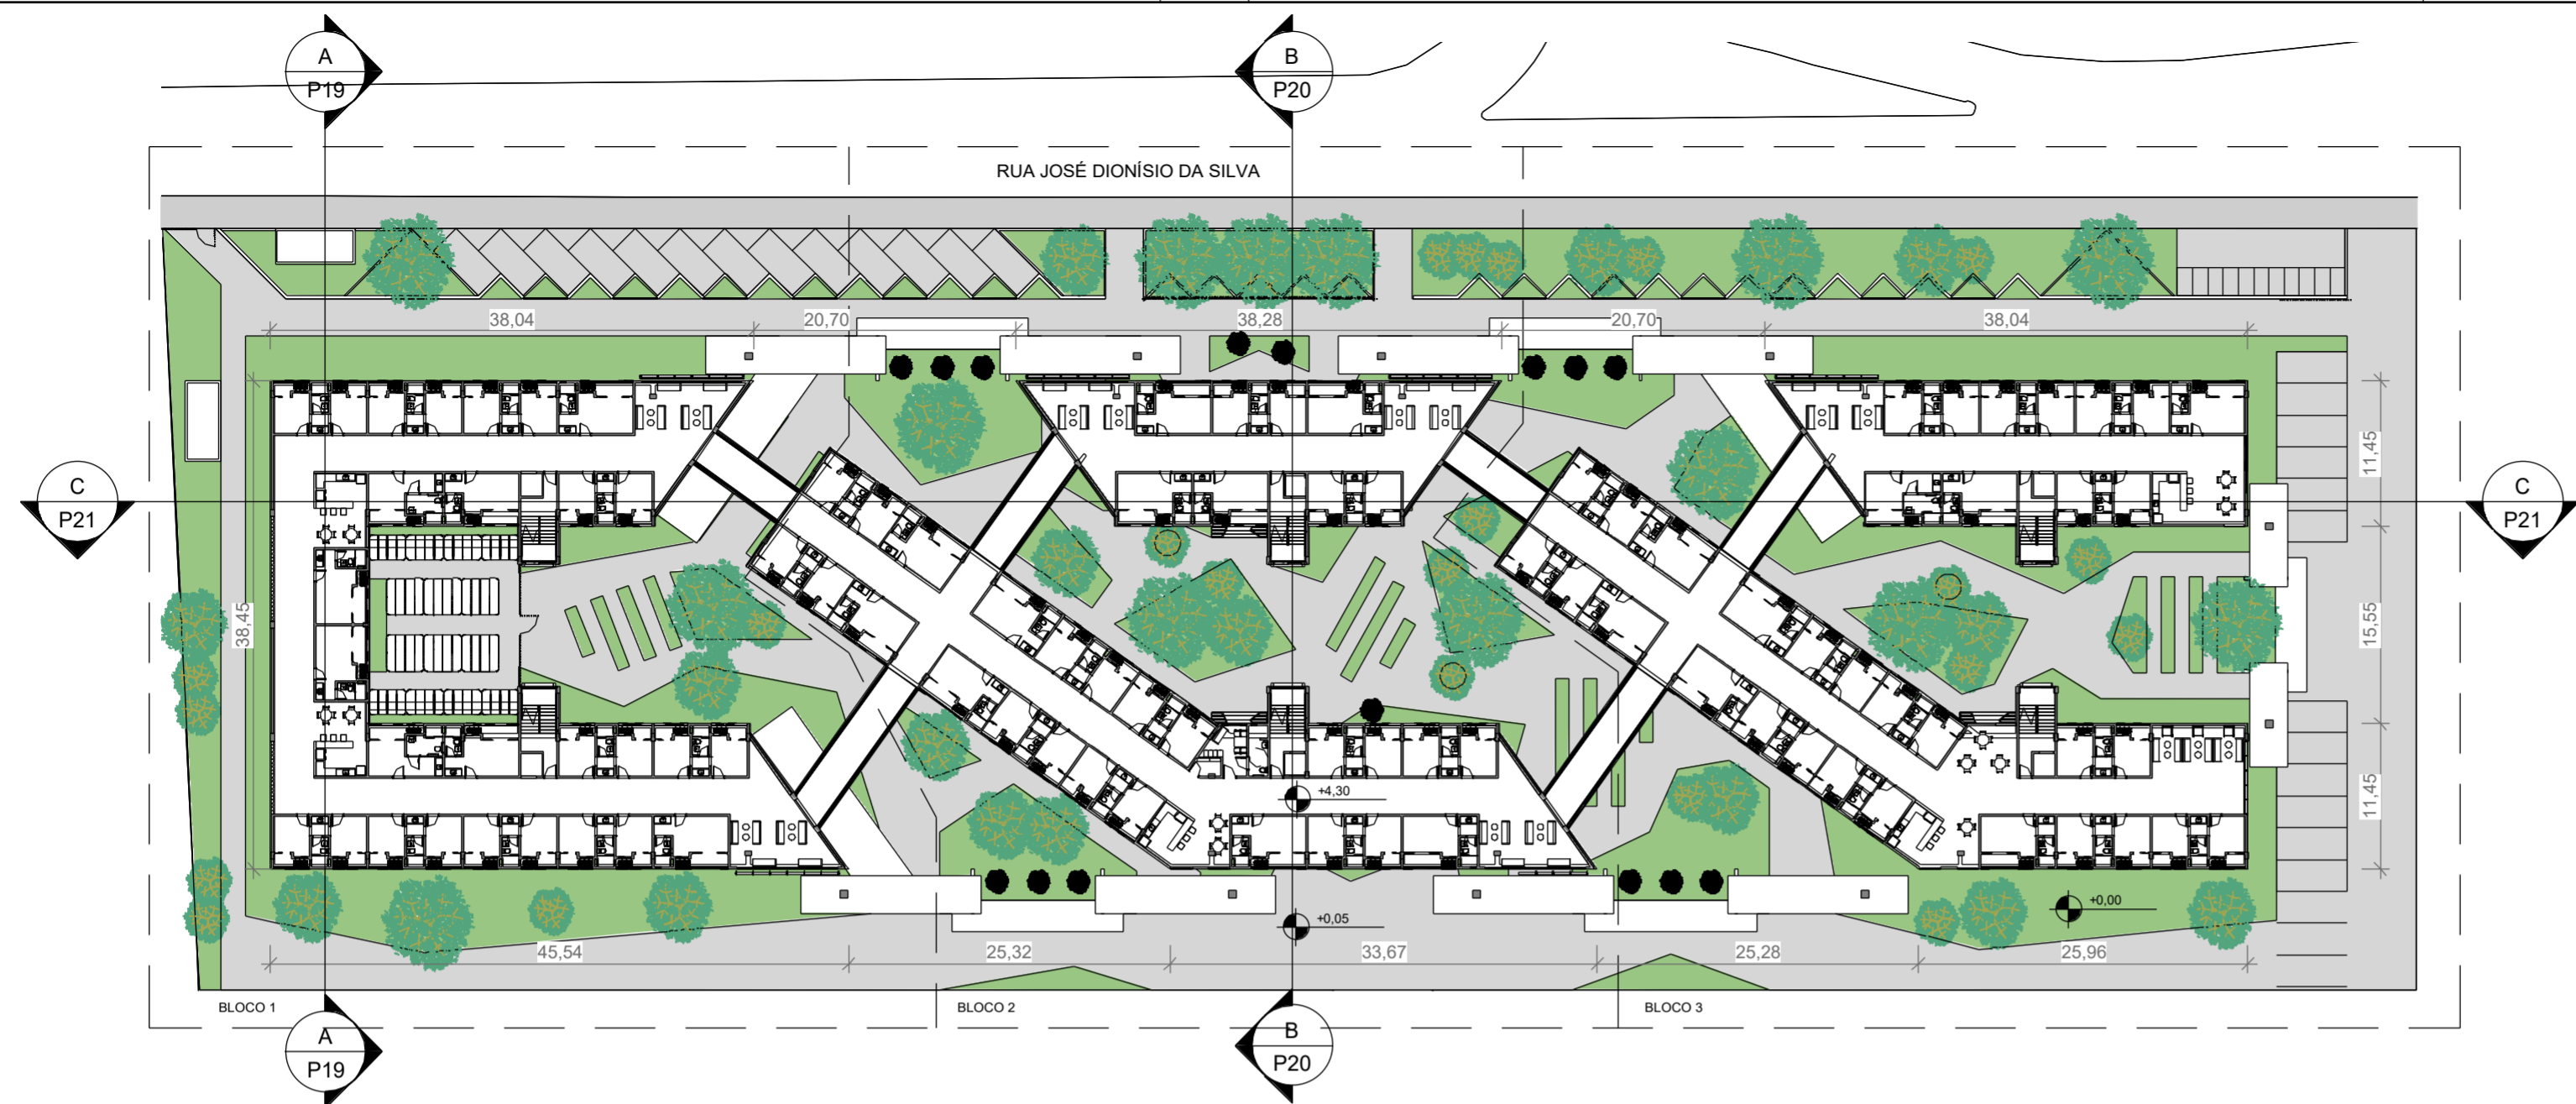 A
P19
B
P20
RUA JOSÉ DIONÍSIO DA SILVA
38,04
20,70
38,28
20,70
38,04
11,45
C
P21
C
P21
38,45
15,55
11,45
+4,30
+0,00
+0,05
45,54
25,32
33,67
25,28
25,96
BLOCO 1
BLOCO 2
BLOCO 3
A
P19
B
P20